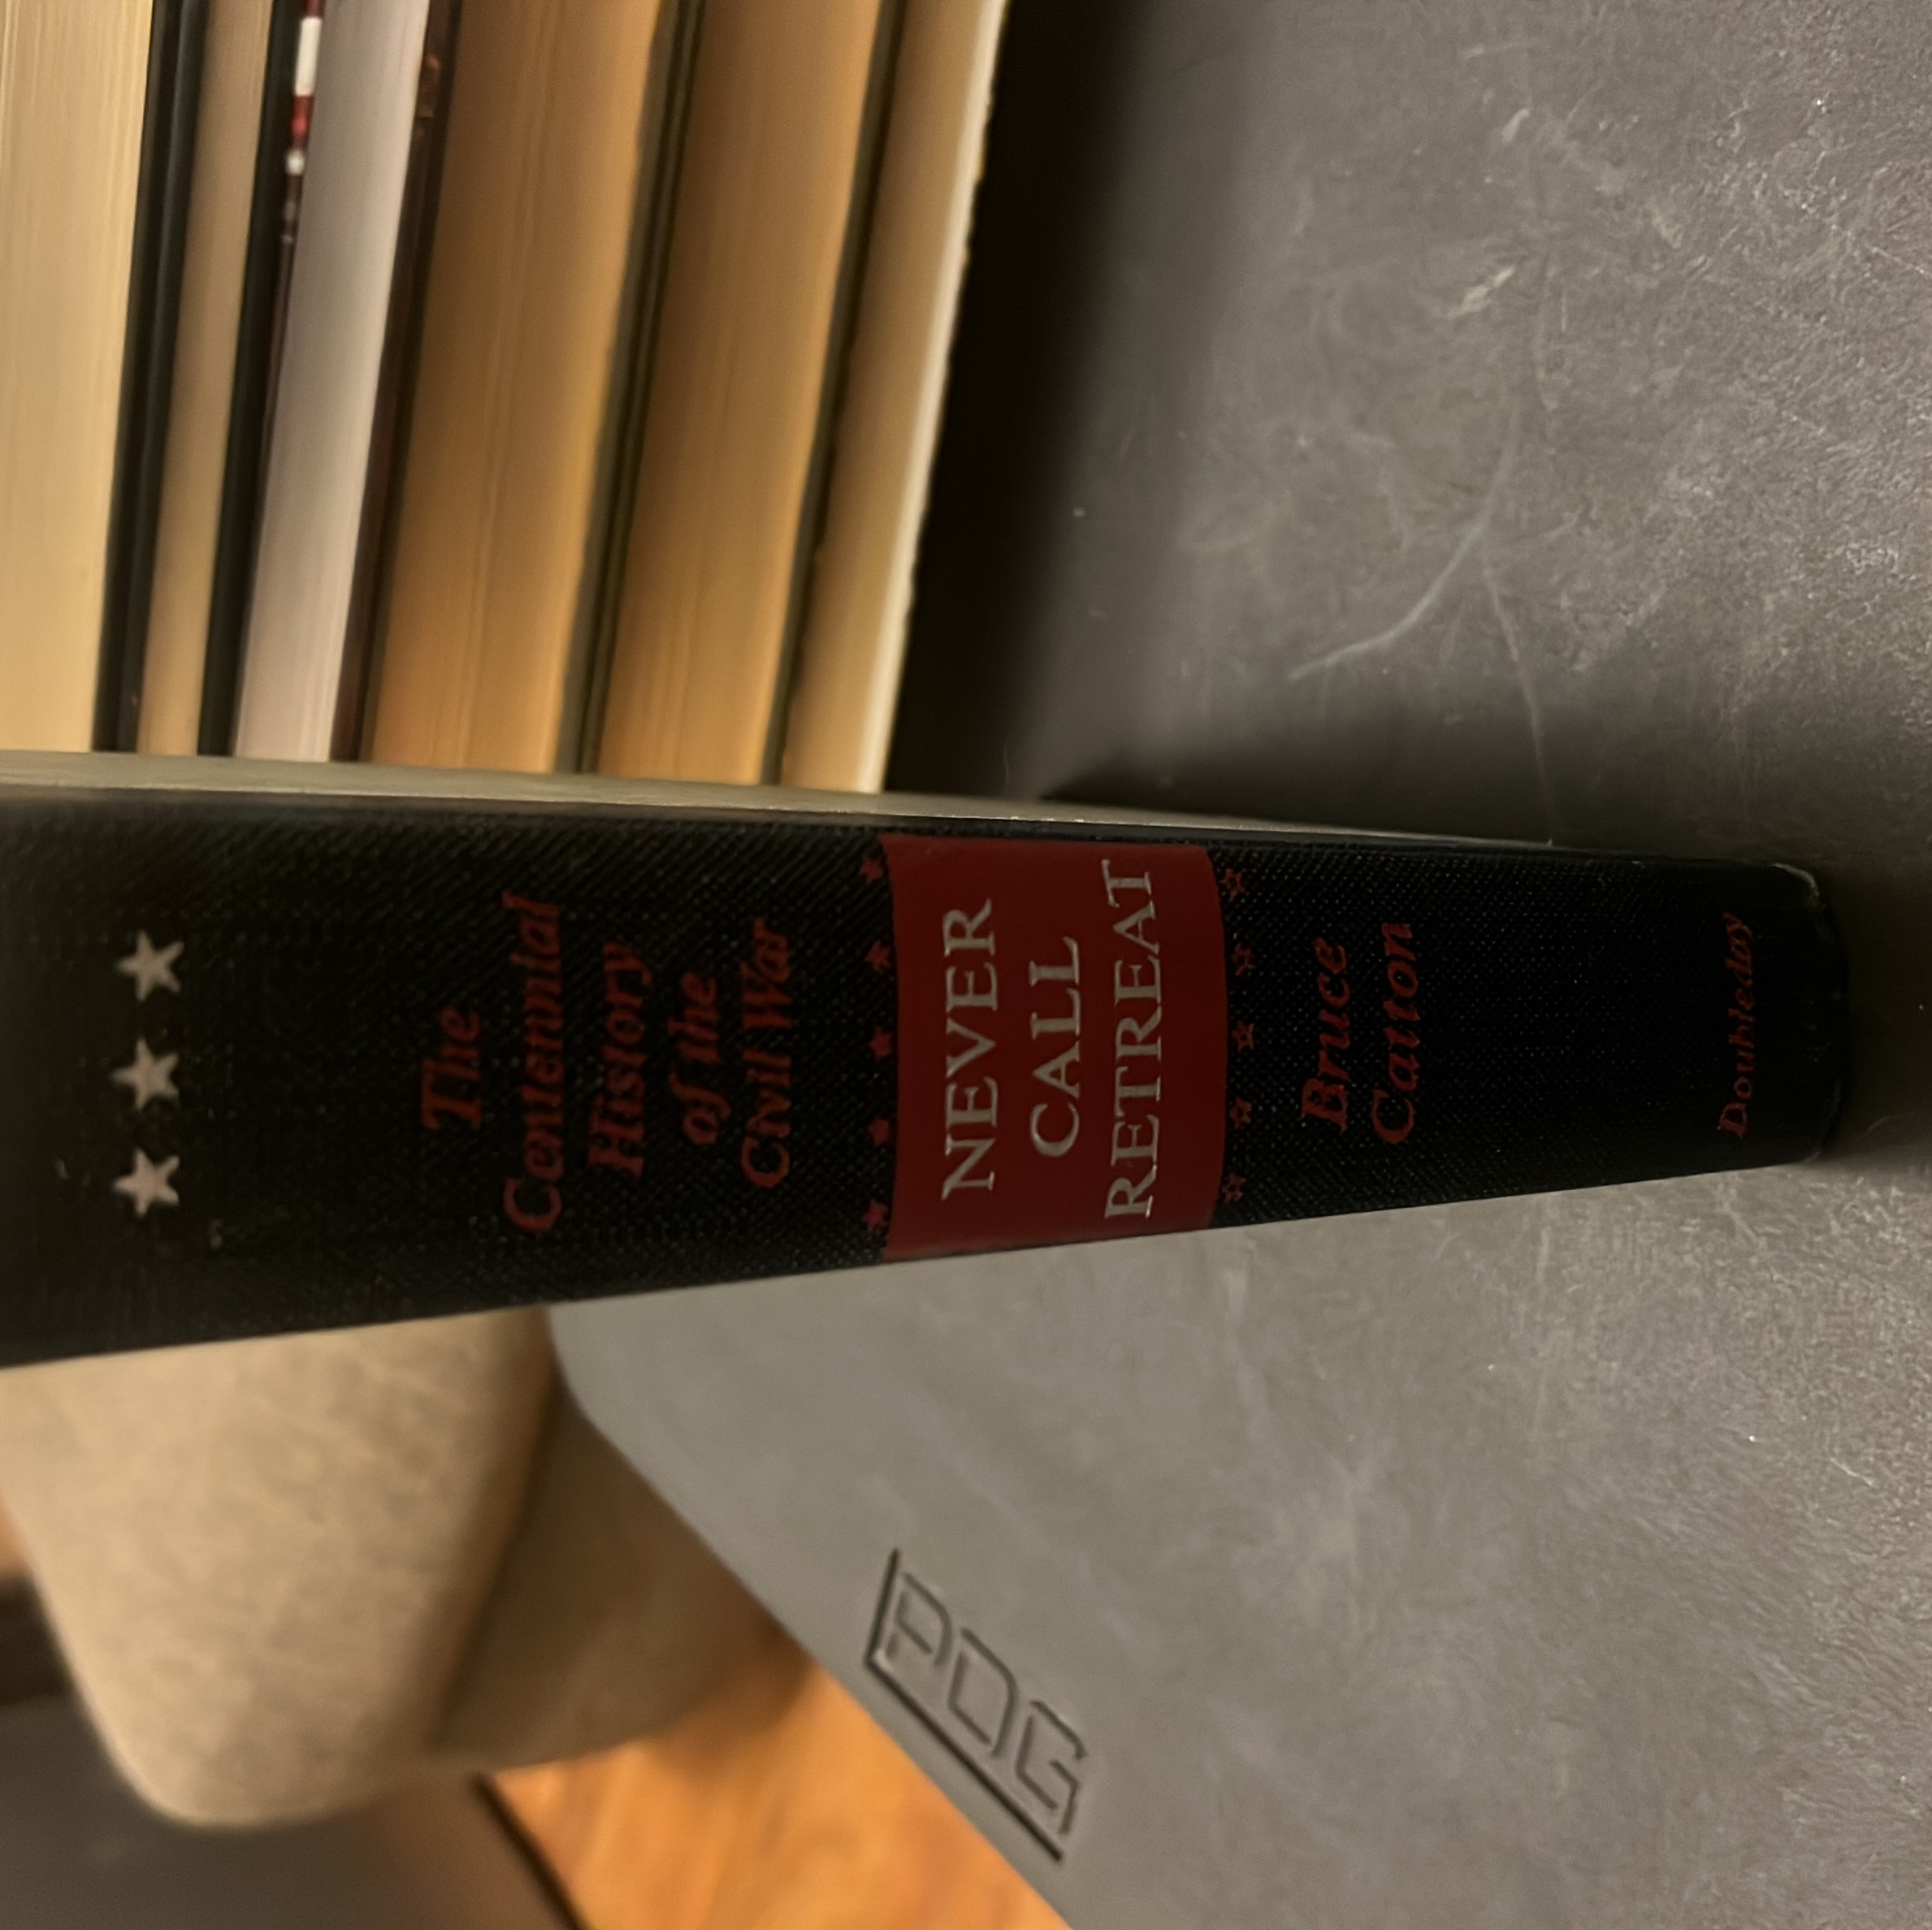 The
Centennial
History
of the
Civil War
NEVER
CALL
RETREAT
Bruce
Catton
Doubleday
PDG